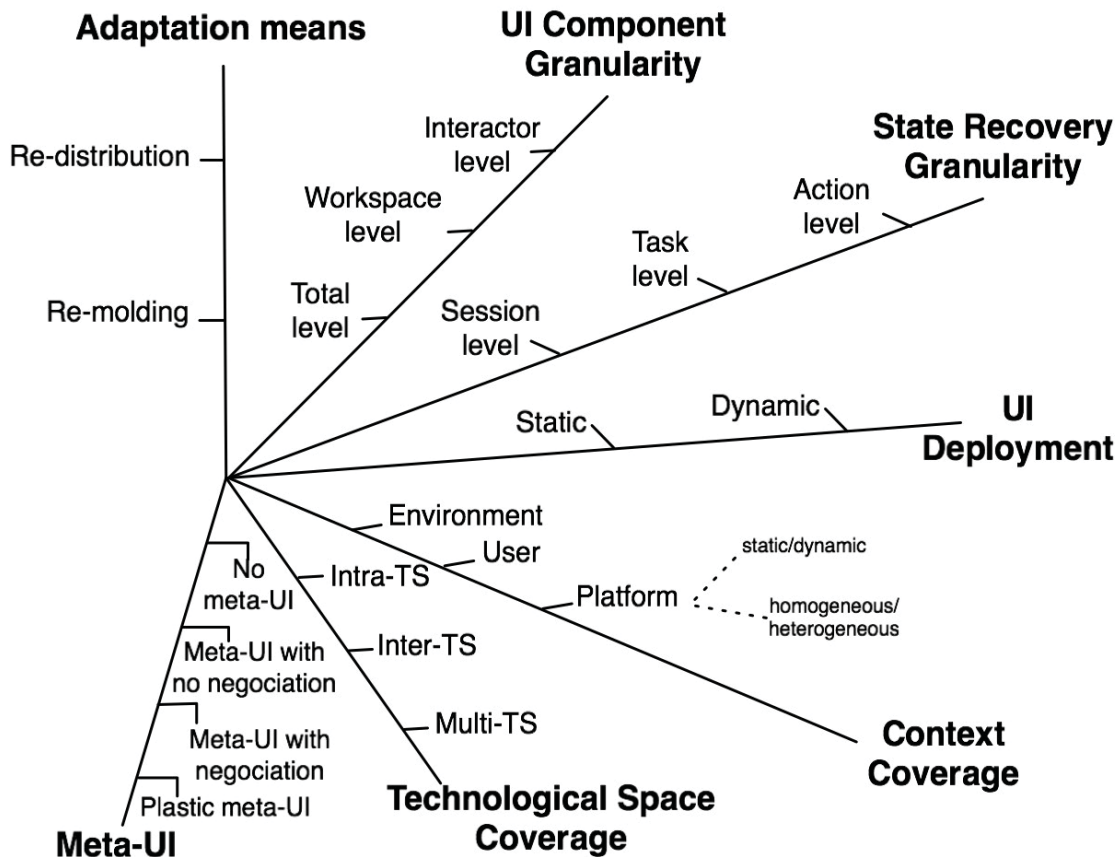 Adaptation means
UI Component
Granularity
State Recovery
Granularity
Re-distribution
Re-molding
Interactor
level
Workspace
level
Total
level
Action
level
Task
level
Session
level
Static
Dynamic
UI
Deployment
Environment
User
Platform
static/dynamic
homogeneous/
heterogeneous
Context
Coverage
Intra-TS
Inter-TS
Multi-TS
Technological Space
Coverage
No
meta-UI
Meta-UI with
no negociation
Meta-UI with
negociation
Plastic meta-UI
Meta-UI